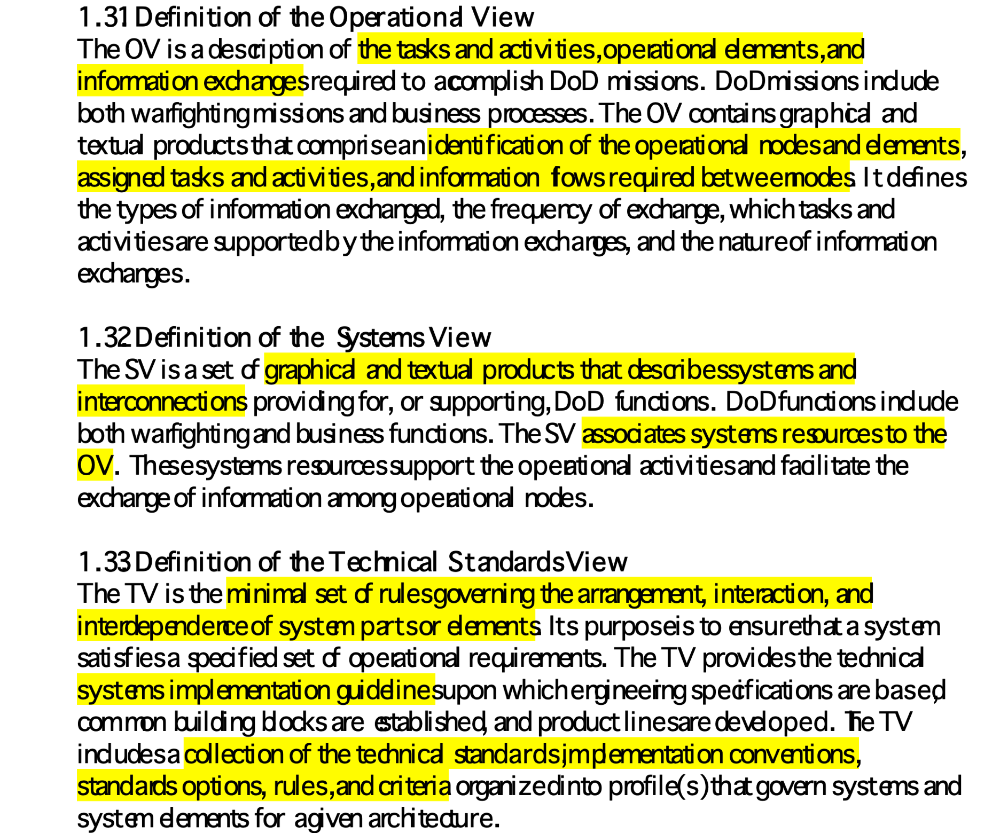 1.3.1 Definition of the Operational View
The OV is a description of the tasks and activities, operational elements, and
information exchanges required to accomplish DoD missions. DoD missions include
both warfighting missions and business processes. The OV contains graphical and
textual products that comprise an identification of the operational nodes and elements,
assigned tasks and activities, and information flows required between nodes. It defines
the types of information exchanged, the frequency of exchange, which tasks and
activities are supported by the information exchanges, and the nature of information
exchanges.
1.3.2 Definition of the Systems View
The SV is a set of graphical and textual products that describes systems and
interconnections providing for, or supporting, DoD functions. DoD functions include
both warfighting and business functions. The SV associates systems resources to the
OV. These systems resources support the operational activities and facilitate the
exchange of information among operational nodes.
1.3.3 Definition of the Technical Standards View
The TV is the minimal set of rules governing the arrangement, interaction, and
interdependence of system parts or elements. Its purpose is to ensure that a system
satisfies a specified set of operational requirements. The TV provides the technical
systems implementation guidelines upon which engineering specifications are based,
common building blocks are established, and product lines are developed. The TV
includes a collection of the technical standards, implementation conventions,
standards options, rules, and criteria organized into profile(s) that govern systems and
system elements for a given architecture.